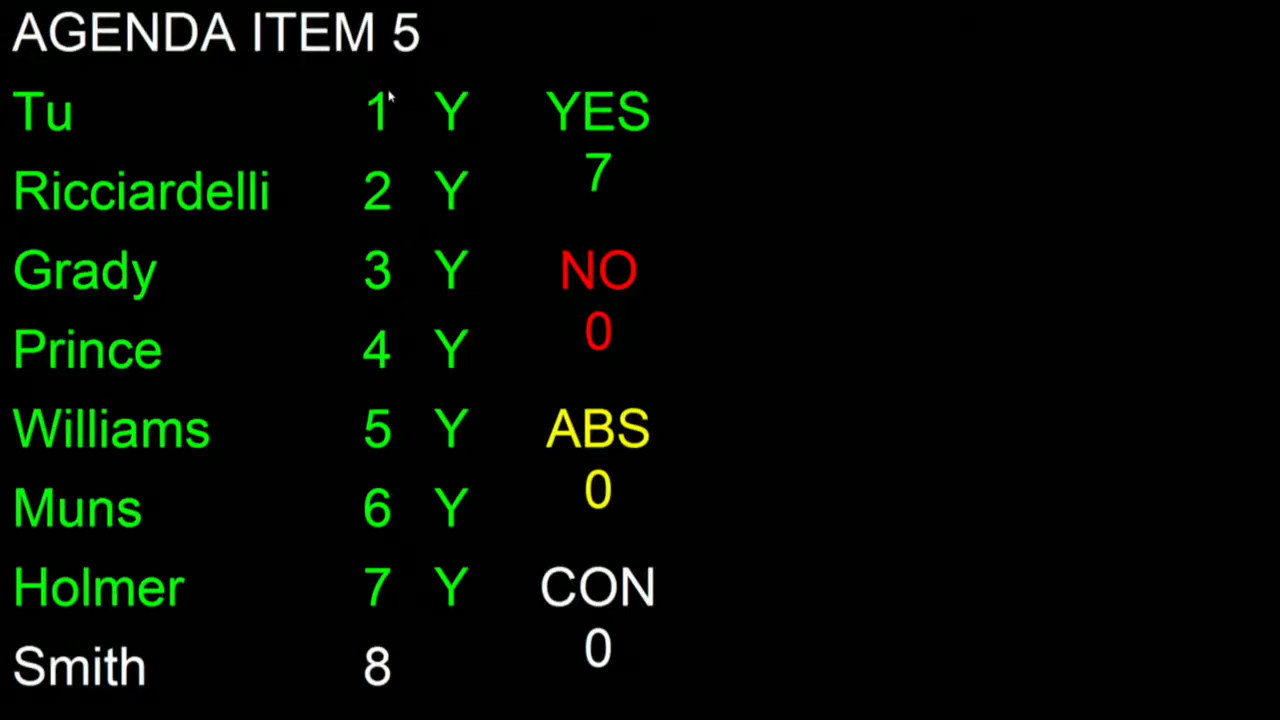 AGENDA ITEM 5
Tu 1 Y YES
7
Ricciardelli 2 Y
Grady 3 Y NO
0
Prince 4 Y
Williams 5 Y ABS
0
Muns 6 Y
Holmer 7 Y CON
0
Smith 8